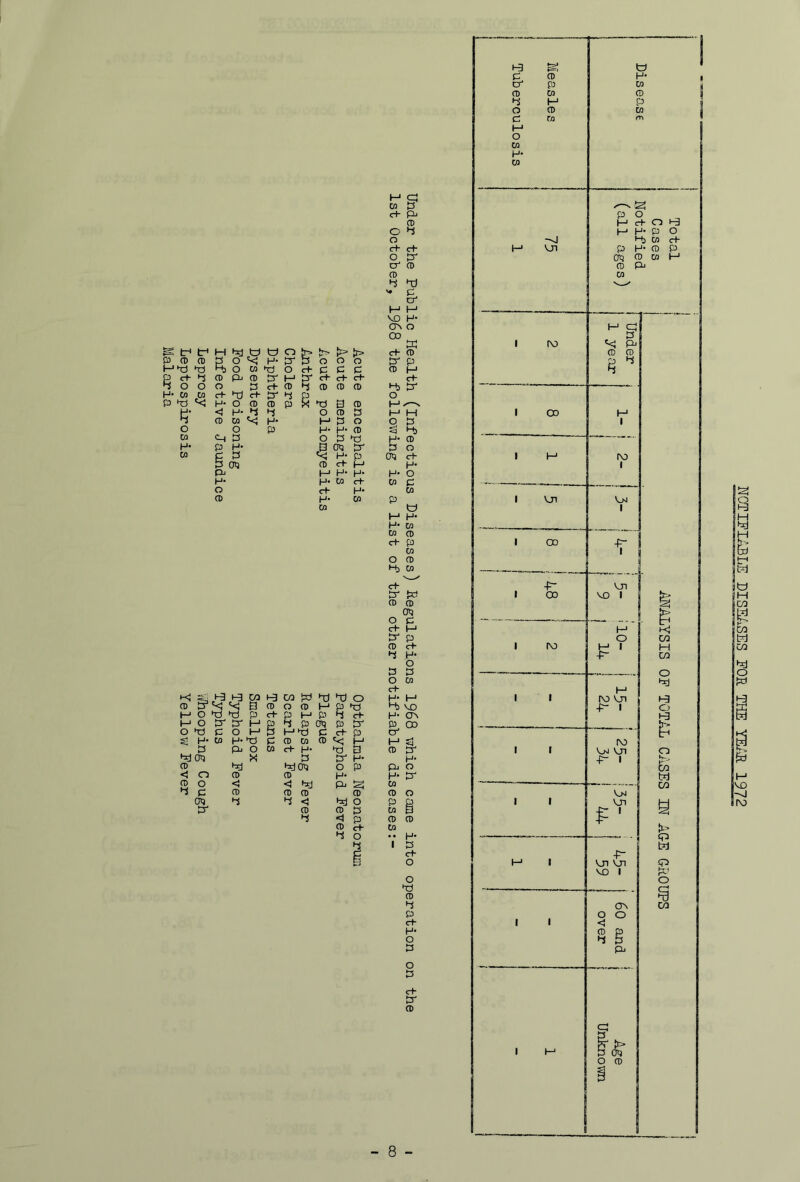 NOTIFIABLE DISEASES FOR THE YEAR 1972
Disease
Total Cases Notifed (all ages)
ANALYSIS OF TOTAL CASES IN AGE GROUPS
Under 1 year 1- 2- 3- 4- 5-9 10-14 15-24 25-34 35-44 45-59 60 and over Age Unknown
Measles 75 2 8 1 5 8 48 2 - - - - - 1
Tuberculosis 1 - - - - - - - - - - 1 - -
Under the Public Health (Infectious Diseases) Regulations 1968 which came into operation on the
1st October, 1968 the following is a list of the other notifible diseases:-
Acute encephalitis
Acute meningitis
Acute poliomyelitis
Anthrax
Cholera
Diptheria
Dysentery
Food Poisoning
Infective Jaundice
Leprosy
Leptospirosis
Malaria
Opthalmia Neonatorum
Paratyphoid Fever
Plague
Relapsing Fever
Scarlet Fever
Tetanus
Smallpox
Typhoid Fever
Typhus
Whooping Cough
Yellow Fever
- 8 -